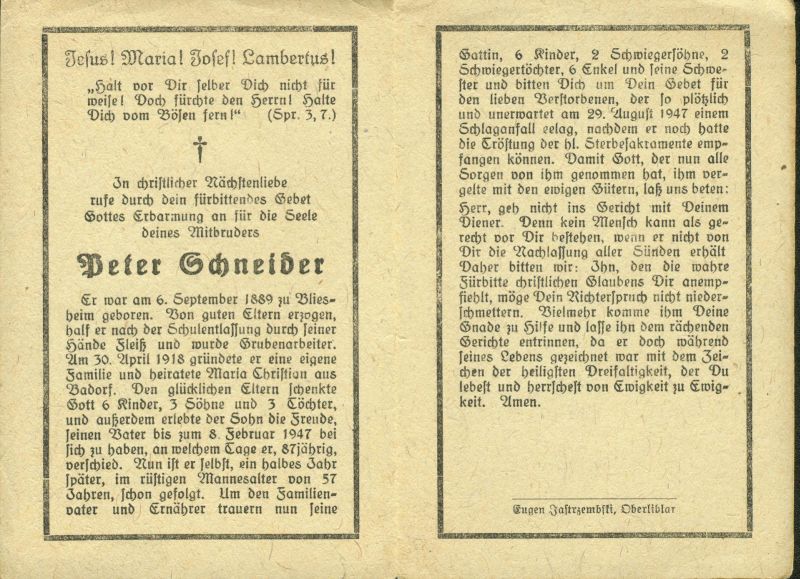 Jesus! Maria! Josef! Lambertus!
„Halt vor Dir selber Dich nicht für
weise! Doch fürchte den Herrn! Halte
Dich vom Bösen fern!“ (Spr. 3, 7.)
†
In christlicher Nächstenliebe
rufe durch dein fürbittendes Gebet
Gottes Erbarmung an für die Seele
deines Mitbruders
Peter Schneider
Er war am 6. September 1889 zu Blies-
heim geboren. Von guten Eltern erzogen,
half er nach der Schulentlassung durch seiner
Hände Fleiß und wurde Grubenarbeiter.
Am 30. April 1918 gründete er eine eigene
Familie und heiratete Maria Christian aus
Badorf. Den glücklichen Eltern schenkte
Gott 6 Kinder, 3 Söhne und 3 Töchter,
und außerdem erlebte der Sohn die Freude,
seinen Vater bis zum 8. Februar 1947 bei
sich zu haben, an welchem Tage er, 87jährig,
verschied. Nun ist er selbst, ein halbes Jahr
später, im rüstigen Mannesalter von 57
Jahren, schon gefolgt. Um den Familien-
vater und Ernährer trauern nun seine
Gattin, 6 Kinder, 2 Schwiegersöhne, 2
Schwiegertöchter, 6 Enkel und seine Schwe-
ster und bitten Dich um Dein Gebet für
den lieben Verstorbenen, der so plötzlich
und unerwartet am 29. August 1947 einem
Schlaganfall eelag, nachdem er noch hatte
die Tröstung der hl. Sterbesakramente emp-
fangen können. Damit Gott, der nun alle
Sorgen von ihm genommen hat, ihm ver-
gelte mit den ewigen Gütern, laß uns beten:
Herr, geh nicht ins Gericht mit Deinem
Diener. Denn kein Mensch kann als ge-
recht vor Dir bestehen, wenn er nicht von
Dir die Nachlassung aller Sünden erhält
Daher bitten wir: Ihn, den die wahre
Fürbitte christlichen Glaubens Dir anemp-
fiehlt, möge Dein Richterspruch nicht nieder-
schmettern. Vielmehr komme ihm Deine
Gnade zu Hilfe und lasse ihn dem rächenden
Gerichte entrinnen, da er doch während
seines Lebens gezeichnet war mit dem Zei-
chen der heiligsten Dreifaltigkeit, der Du
lebest und herrschest von Ewigkeit zu Ewig-
keit. Amen.
Eugen Jastrzembski, Oberliblar